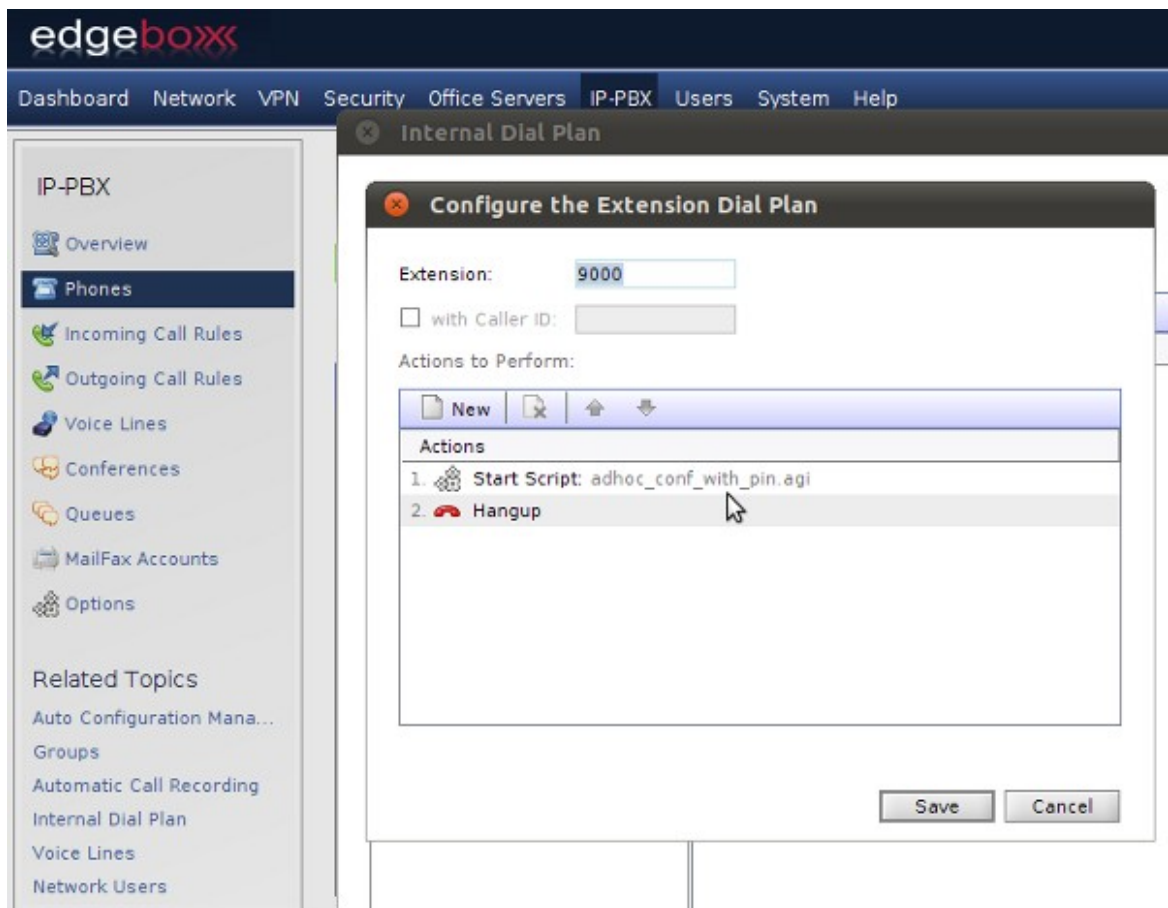 edgeboxx
Dashboard Network VPN Security Office Servers IP-PBX Users System Help
Internal Dial Plan
IP-PBX
Overview
Phones
Incoming Call Rules
Outgoing Call Rules
Voice Lines
Conferences
Queues
MailFax Accounts
Options
Related Topics
Auto Configuration Mana...
Groups
Automatic Call Recording
Internal Dial Plan
Voice Lines
Network Users
Configure the Extension Dial Plan
Extension: 9000
with Caller ID:
Actions to Perform:
New
Actions
1. Start Script: adhoc_conf_with_pin.agi
2. Hangup
Save Cancel